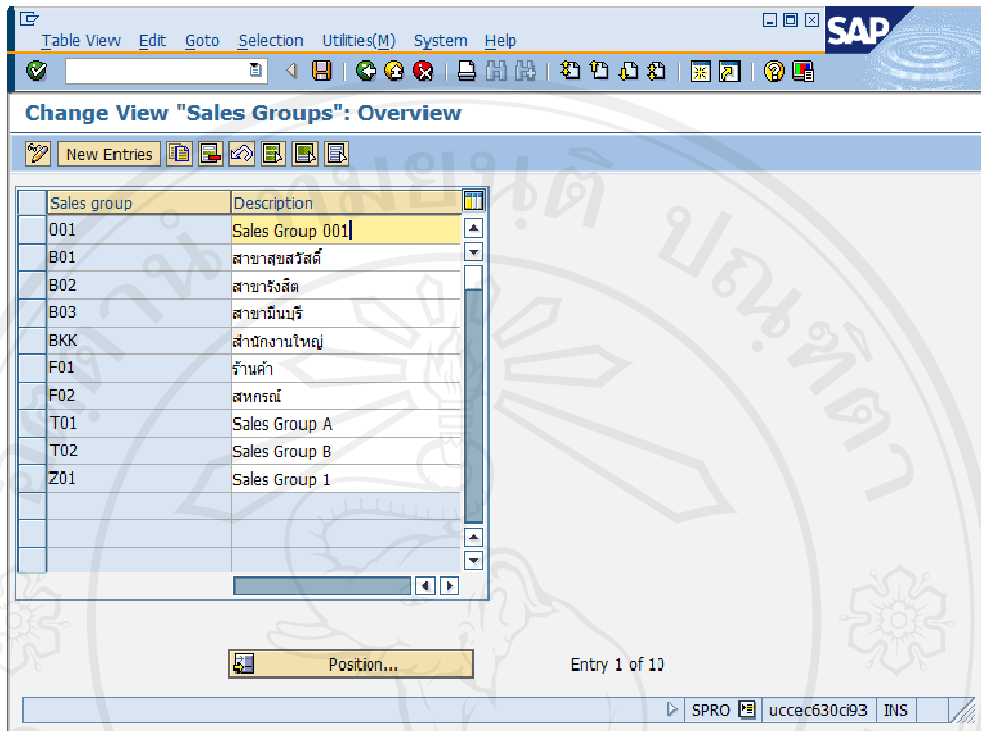 Table View Edit Goto Selection Utilities(M) System Help
SAP
Change View "Sales Groups": Overview
New Entries
Sales group Description
001 Sales Group 001
B01 สาขาสุขสวัสดิ์
B02 สาขารังสิต
B03 สาขามีนบุรี
BKK สำนักงานใหญ่
F01 ร้านค้า
F02 สหกรณ์
T01 Sales Group A
T02 Sales Group B
Z01 Sales Group 1
Position... Entry 1 of 10
SPRO uccec630ci93 INS